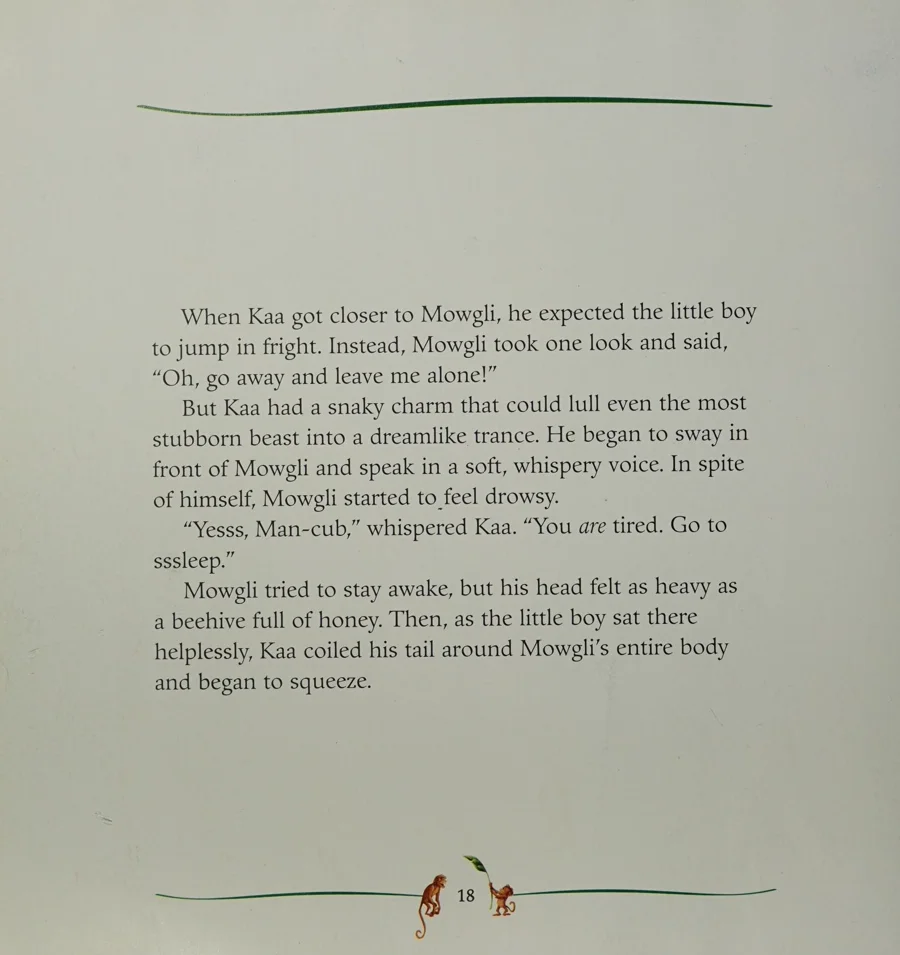 When Kaa got closer to Mowgli, he expected the little boy
to jump in fright. Instead, Mowgli took one look and said,
“Oh, go away and leave me alone!”
But Kaa had a snaky charm that could lull even the most
stubborn beast into a dreamlike trance. He began to sway in
front of Mowgli and speak in a soft, whispery voice. In spite
of himself, Mowgli started to feel drowsy.
“Yesss, Man-cub,” whispered Kaa. “You are tired. Go to
sssleep.”
Mowgli tried to stay awake, but his head felt as heavy as
a beehive full of honey. Then, as the little boy sat there
helplessly, Kaa coiled his tail around Mowgli’s entire body
and began to squeeze.
18